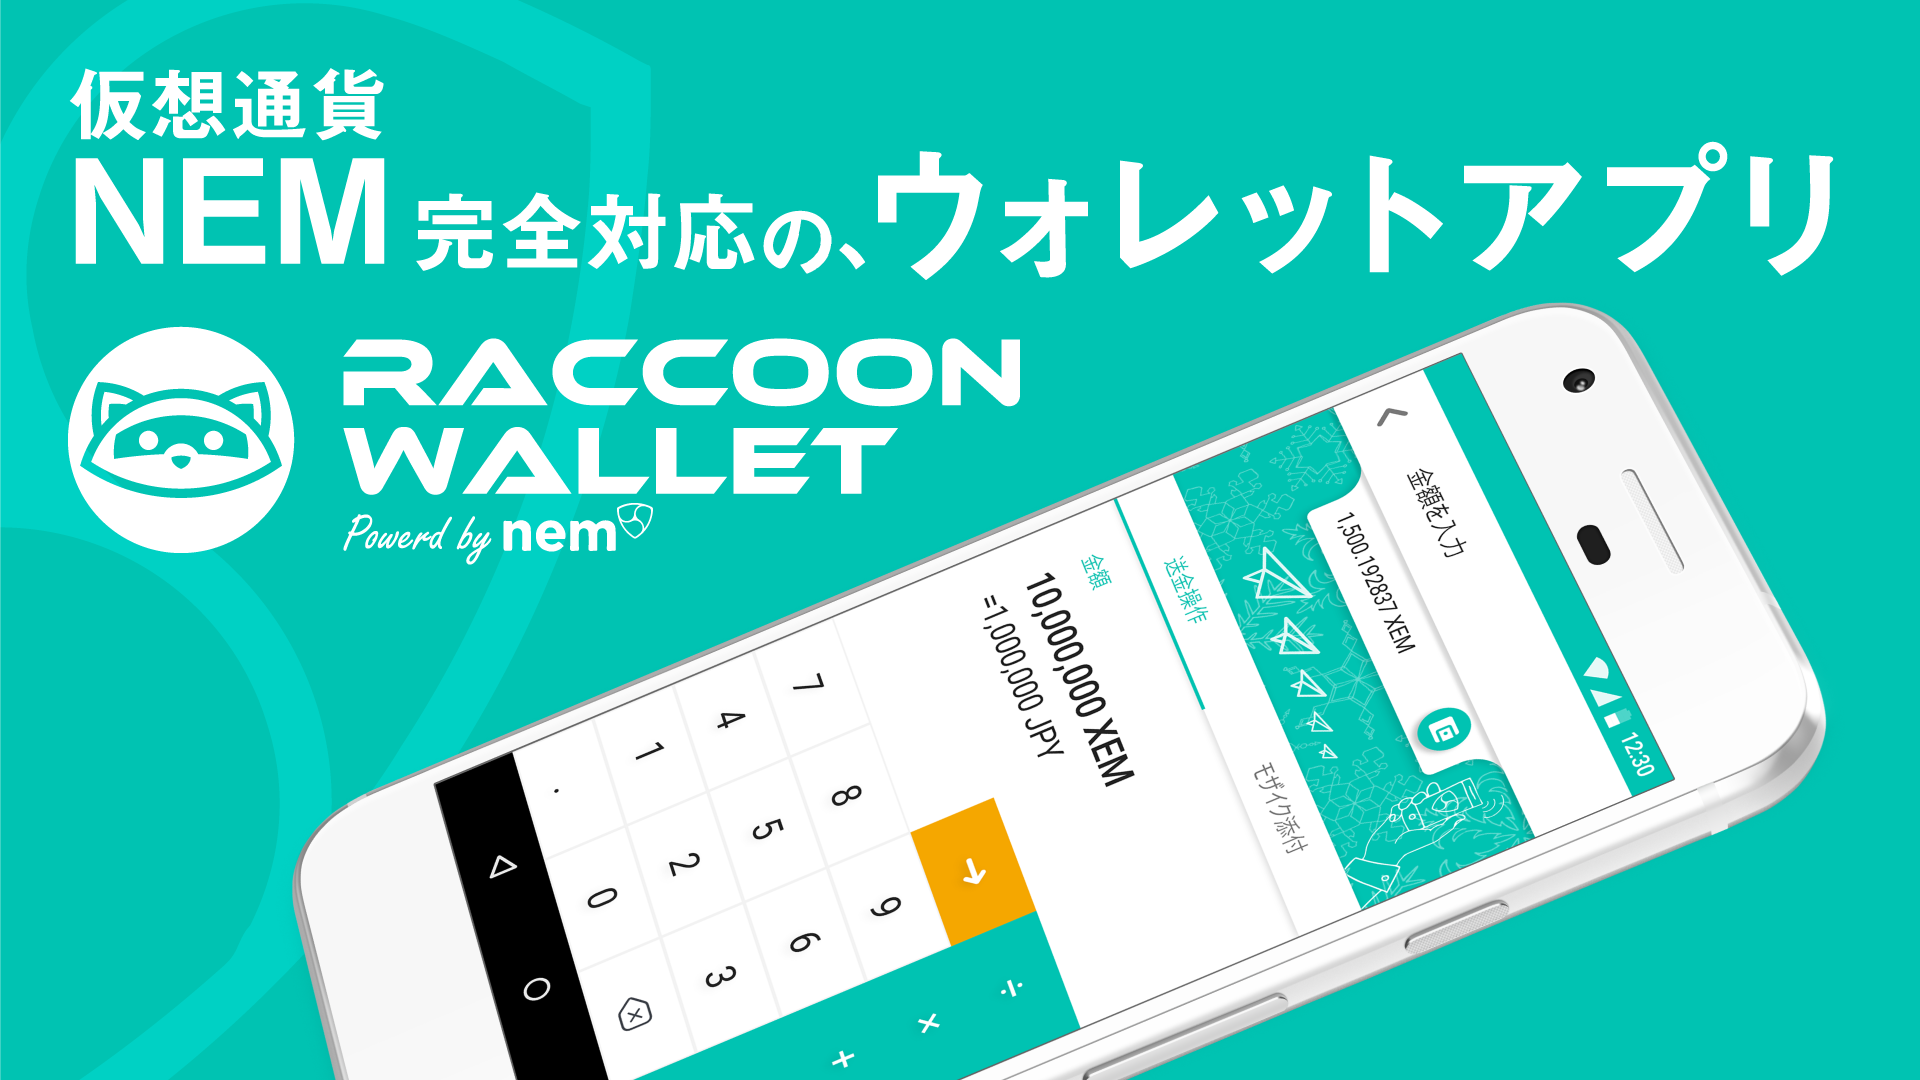 仮想通貨
NEM 完全対応の、ウォレットアプリ
RACCOON
WALLET
Powerd by nem
12:30
金額を入力
1,500.192837 XEM
送金操作
モザイク添付
金額
10,000,000 XEM
=1,000,000 JPY
7 8 9 ÷
4 5 6 ×
1 2 3 +
. 0